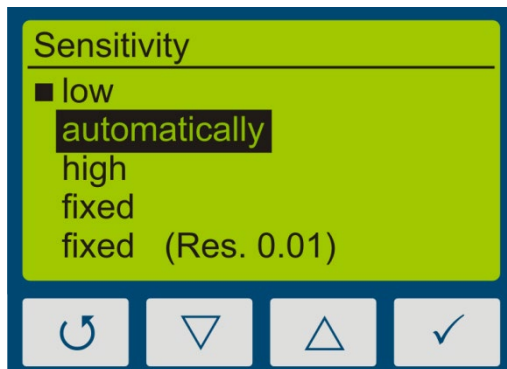 Sensitivity
low
automatically
high
fixed
fixed (Res. 0.01)